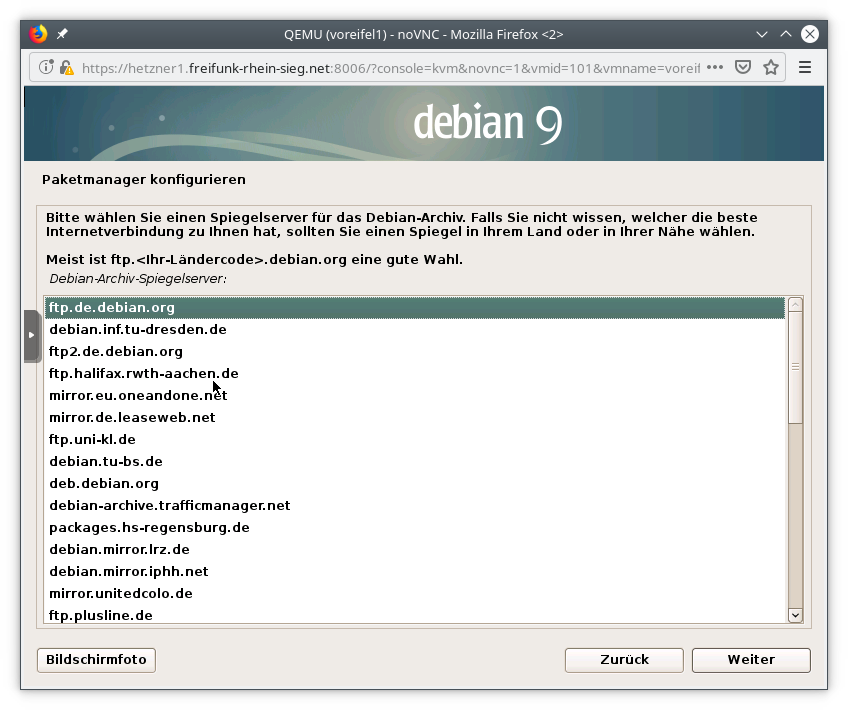 QEMU (voreifel1) - noVNC - Mozilla Firefox <2>
https://hetzner1.freifunk-rhein-sieg.net:8006/?console=kvm&novnc=1&vmid=101&vmname=voreif
debian 9
Paketmanager konfigurieren
Bitte wählen Sie einen Spiegelserver für das Debian-Archiv. Falls Sie nicht wissen, welcher die beste
Internetverbindung zu Ihnen hat, sollten Sie einen Spiegel in Ihrem Land oder in Ihrer Nähe wählen.
Meist ist ftp.<Ihr-Ländercode>.debian.org eine gute Wahl.
Debian-Archiv-Spiegelserver:
ftp.de.debian.org
debian.inf.tu-dresden.de
ftp2.de.debian.org
ftp.halifax.rwth-aachen.de
mirror.eu.oneandone.net
mirror.de.leaseweb.net
ftp.uni-kl.de
debian.tu-bs.de
deb.debian.org
debian-archive.trafficmanager.net
packages.hs-regensburg.de
debian.mirror.lrz.de
debian.mirror.iphh.net
mirror.unitedcolo.de
ftp.plusline.de
Bildschirmfoto
Zurück
Weiter